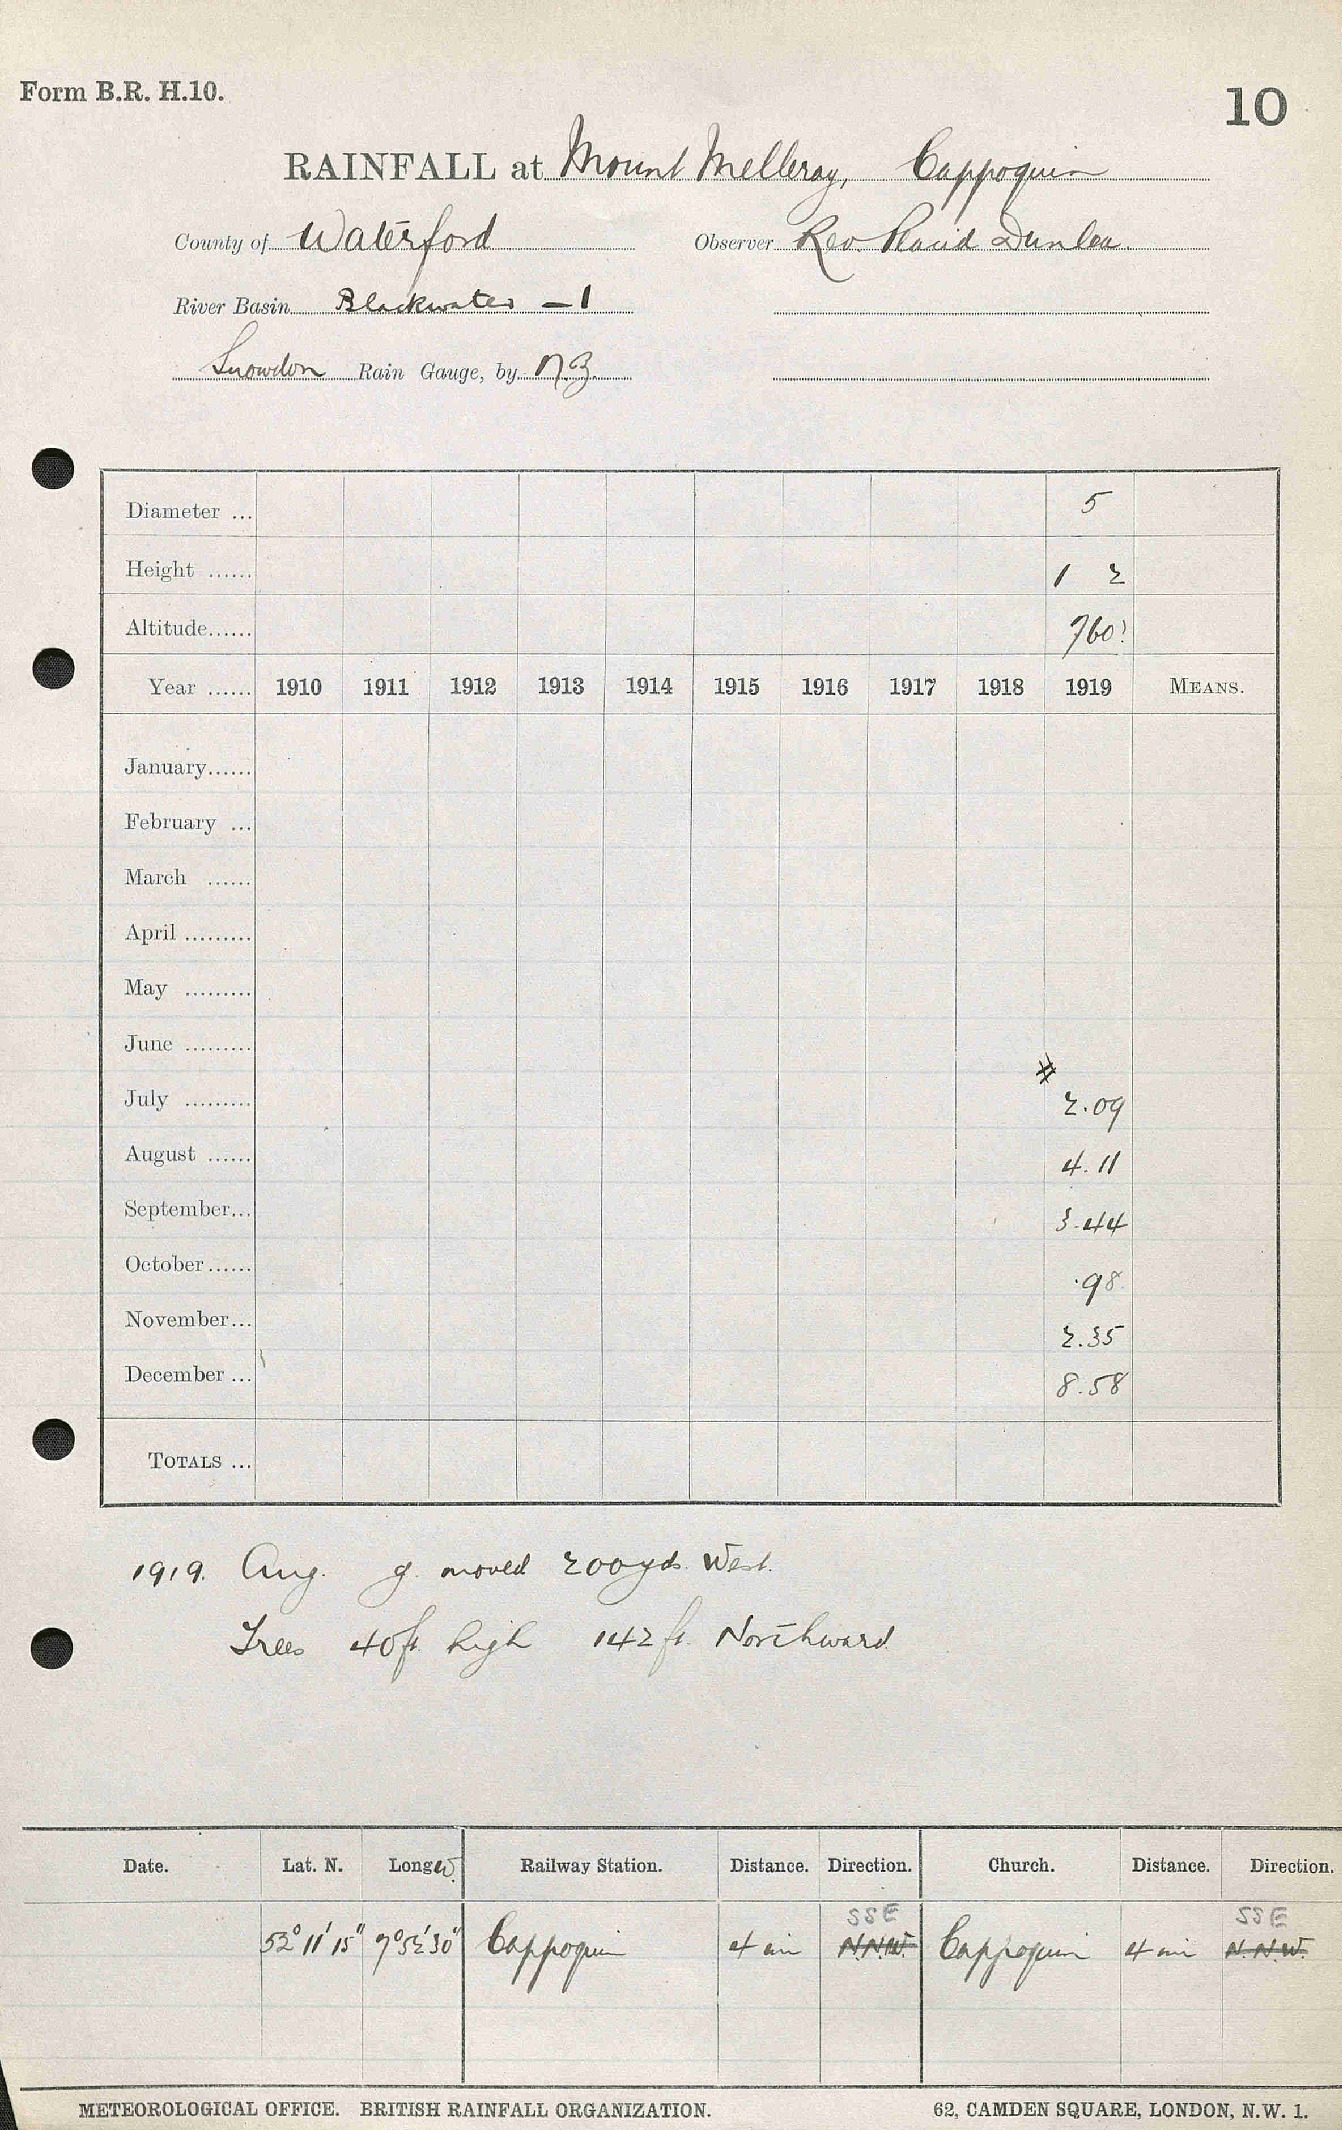 Form B.R. H.10.
10
RAINFALL at Mount Melleray, Cappoquin
County of Waterford Observer Rev. Placid Dunlea
River Basin Blackwater - 1
Snowdon Rain Gauge, by NZ
Diameter ... 5
Height ...... 1 2
Altitude...... 760'
Year ...... 1910 1911 1912 1913 1914 1915 1916 1917 1918 1919 MEANS.
January......
February ...
March ......
April .........
May .........
June .........
#
July ......... 2.09
August ...... 4.11
September... 3.44
October...... .98
November... 2.35
December ... 8.58
TOTALS ...
1919. Aug. g. moved 200yds. West.
Trees 40ft. high 142 ft. Northward
Date. Lat. N. Long W. Railway Station. Distance. Direction. Church. Distance. Direction.
SSE SSE
52° 11' 15" 7° 52' 30" Cappoquin 4 mi N.N.W. Cappoquin 4 mi N.N.W.
METEOROLOGICAL OFFICE. BRITISH RAINFALL ORGANIZATION. 62, CAMDEN SQUARE, LONDON, N.W. 1.